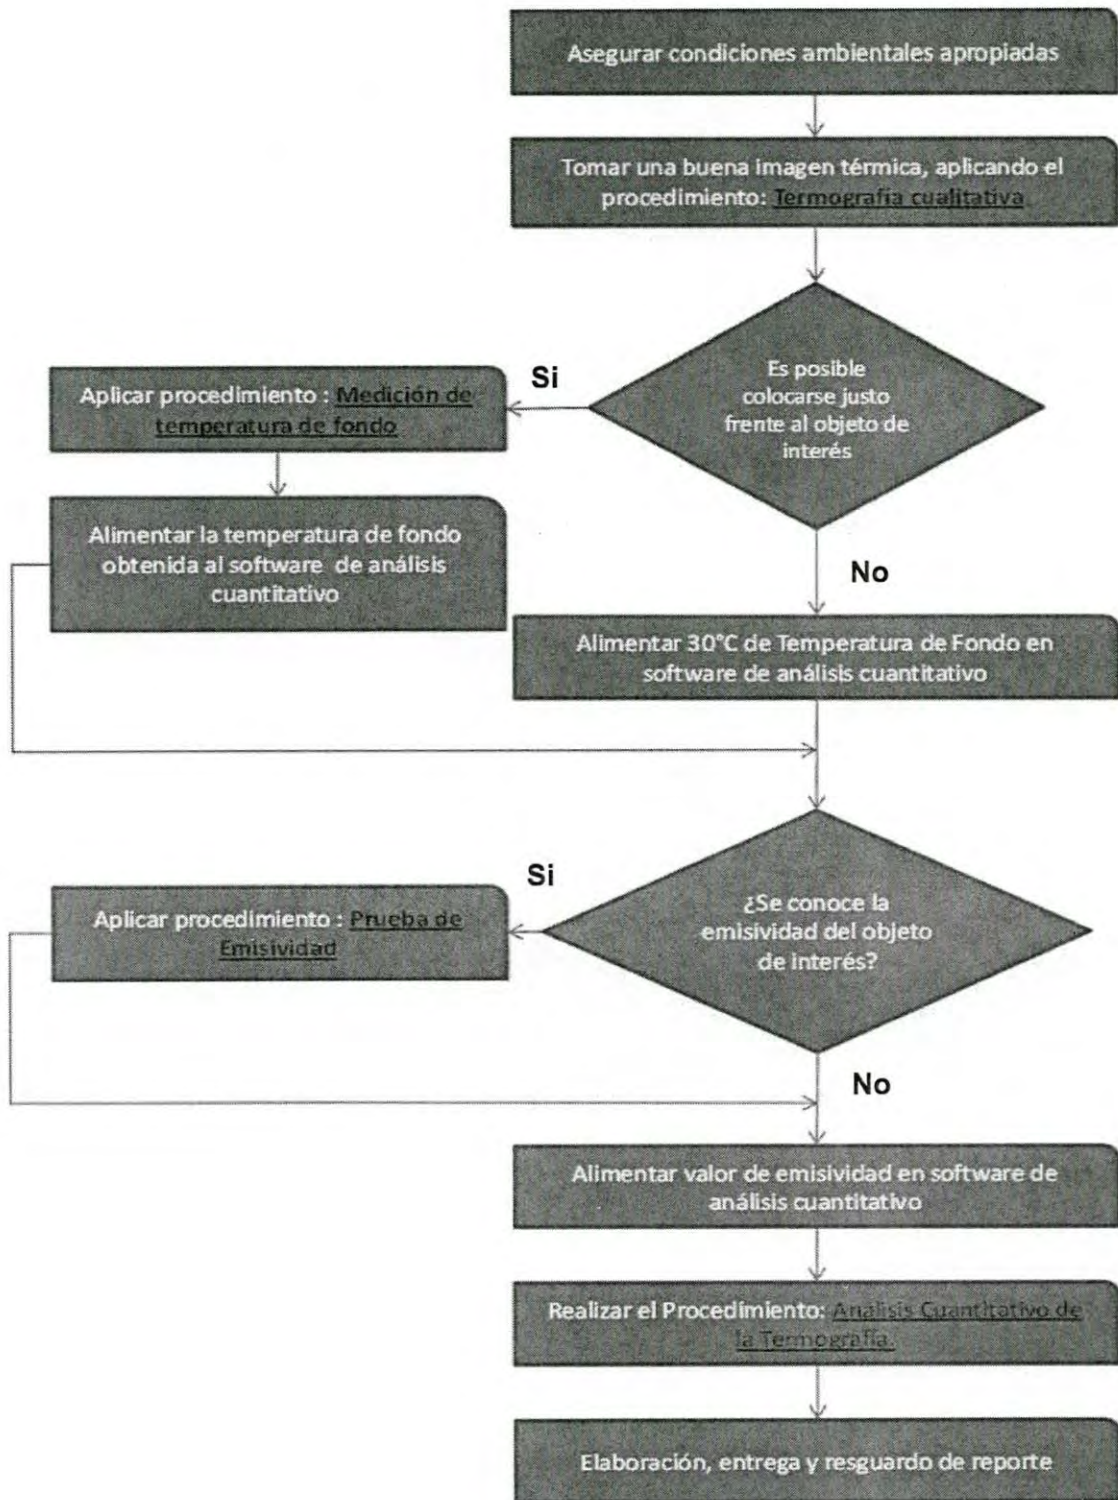 Asegurar condiciones ambientales apropiadas
Tomar una buena imagen térmica, aplicando el
procedimiento: Termografía cualitativa
Es posible
colocarse justo
frente al objeto de
interés
Si
Aplicar procedimiento : Medición de
temperatura de fondo
Alimentar la temperatura de fondo
obtenida al software de análisis
cuantitativo
No
Alimentar 30°C de Temperatura de Fondo en
software de análisis cuantitativo
¿Se conoce la
emisividad del objeto
de interés?
Si
Aplicar procedimiento : Prueba de
Emisividad
No
Alimentar valor de emisividad en software de
análisis cuantitativo
Realizar el Procedimiento: Análisis Cuantitativo de
la Termografía.
Elaboración, entrega y resguardo de reporte